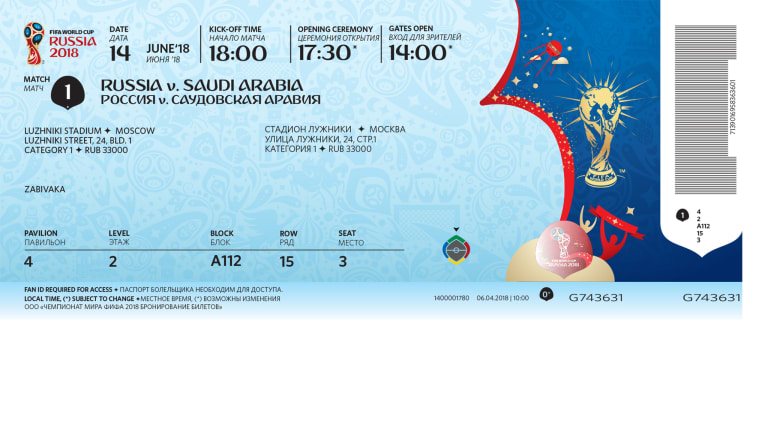 FIFA WORLD CUP
RUSSIA
2018
DATE
ДАТА
14 JUNE'18
ИЮНЯ '18
KICK-OFF TIME
НАЧАЛО МАТЧА
18:00
OPENING CEREMONY
ЦЕРЕМОНИЯ ОТКРЫТИЯ
17:30*
GATES OPEN
ВХОД ДЛЯ ЗРИТЕЛЕЙ
14:00*
MATCH
МАТЧ
1
RUSSIA v. SAUDI ARABIA
РОССИЯ v. САУДОВСКАЯ АРАВИЯ
LUZHNIKI STADIUM ✦ MOSCOW
LUZHNIKI STREET, 24, BLD. 1
CATEGORY 1 ✦ RUB 33000
СТАДИОН ЛУЖНИКИ ✦ МОСКВА
УЛИЦА ЛУЖНИКИ, 24, СТР.1
КАТЕГОРИЯ 1 ✦ RUB 33000
ZABIVAKA
PAVILION
ПАВИЛЬОН
4
LEVEL
ЭТАЖ
2
BLOCK
БЛОК
A112
ROW
РЯД
15
SEAT
МЕСТО
3
FAN ID REQUIRED FOR ACCESS ✦ ПАСПОРТ БОЛЕЛЬЩИКА НЕОБХОДИМ ДЛЯ ДОСТУПА.
LOCAL TIME, (*) SUBJECT TO CHANGE ✦ МЕСТНОЕ ВРЕМЯ, (*) ВОЗМОЖНЫ ИЗМЕНЕНИЯ
ООО «ЧЕМПИОНАТ МИРА ФИФА 2018 БРОНИРОВАНИЕ БИЛЕТОВ»
1400001780 06.04.2018 | 10:00
G743631
TM
RUSSIA 2018
1
4
2
A112
15
3
G743631